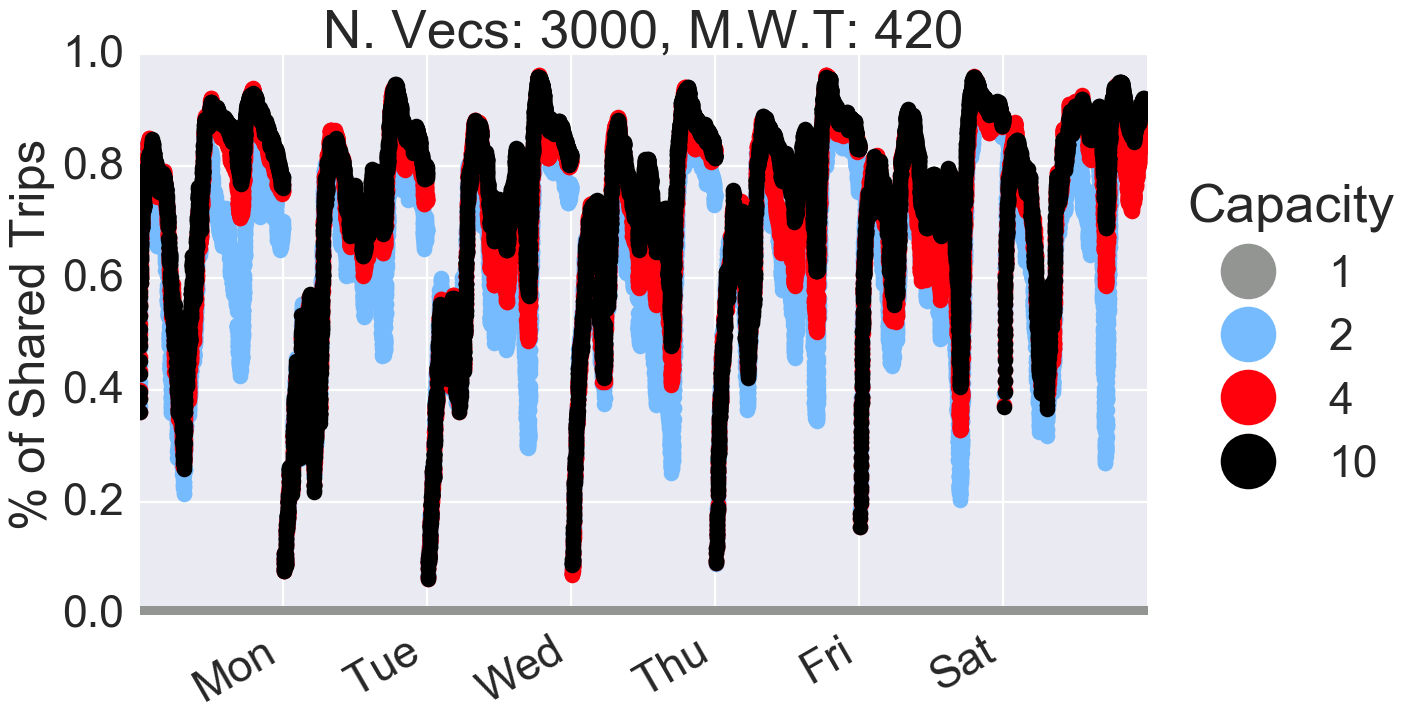 N. Vecs: 3000, M.W.T: 420
% of Shared Trips
1.0
0.8
0.6
0.4
0.2
0.0
Mon
Tue
Wed
Thu
Fri
Sat
Capacity
1
2
4
10